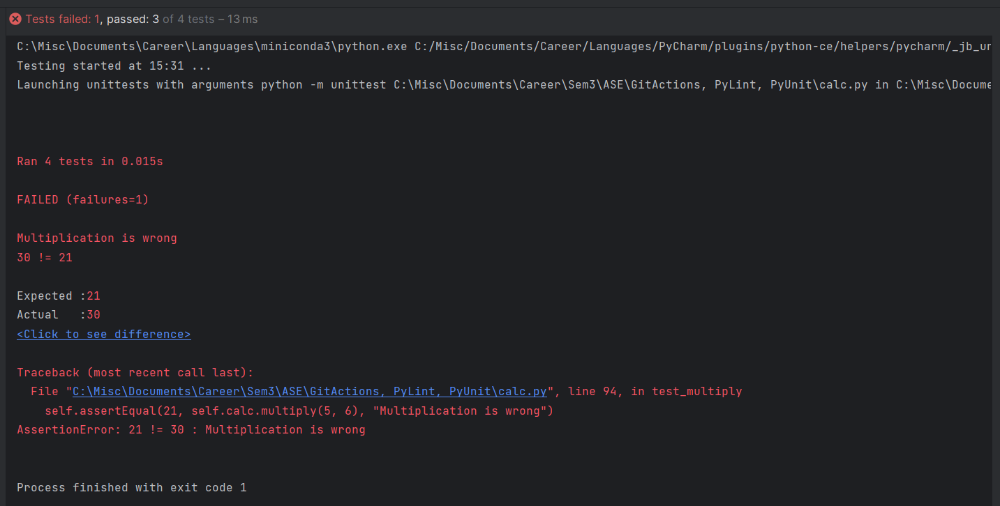 Tests failed: 1, passed: 3 of 4 tests – 13 ms
C:\Misc\Documents\Career\Languages\miniconda3\python.exe C:/Misc/Documents/Career/Languages/PyCharm/plugins/python-ce/helpers/pycharm/_jb_un
Testing started at 15:31 ...
Launching unittests with arguments python -m unittest C:\Misc\Documents\Career\Sem3\ASE\GitActions, PyLint, PyUnit\calc.py in C:\Misc\Docume
Ran 4 tests in 0.015s
FAILED (failures=1)
Multiplication is wrong
30 != 21
Expected :21
Actual   :30
<Click to see difference>
Traceback (most recent call last):
  File "C:\Misc\Documents\Career\Sem3\ASE\GitActions, PyLint, PyUnit\calc.py", line 94, in test_multiply
    self.assertEqual(21, self.calc.multiply(5, 6), "Multiplication is wrong")
AssertionError: 21 != 30 : Multiplication is wrong
Process finished with exit code 1